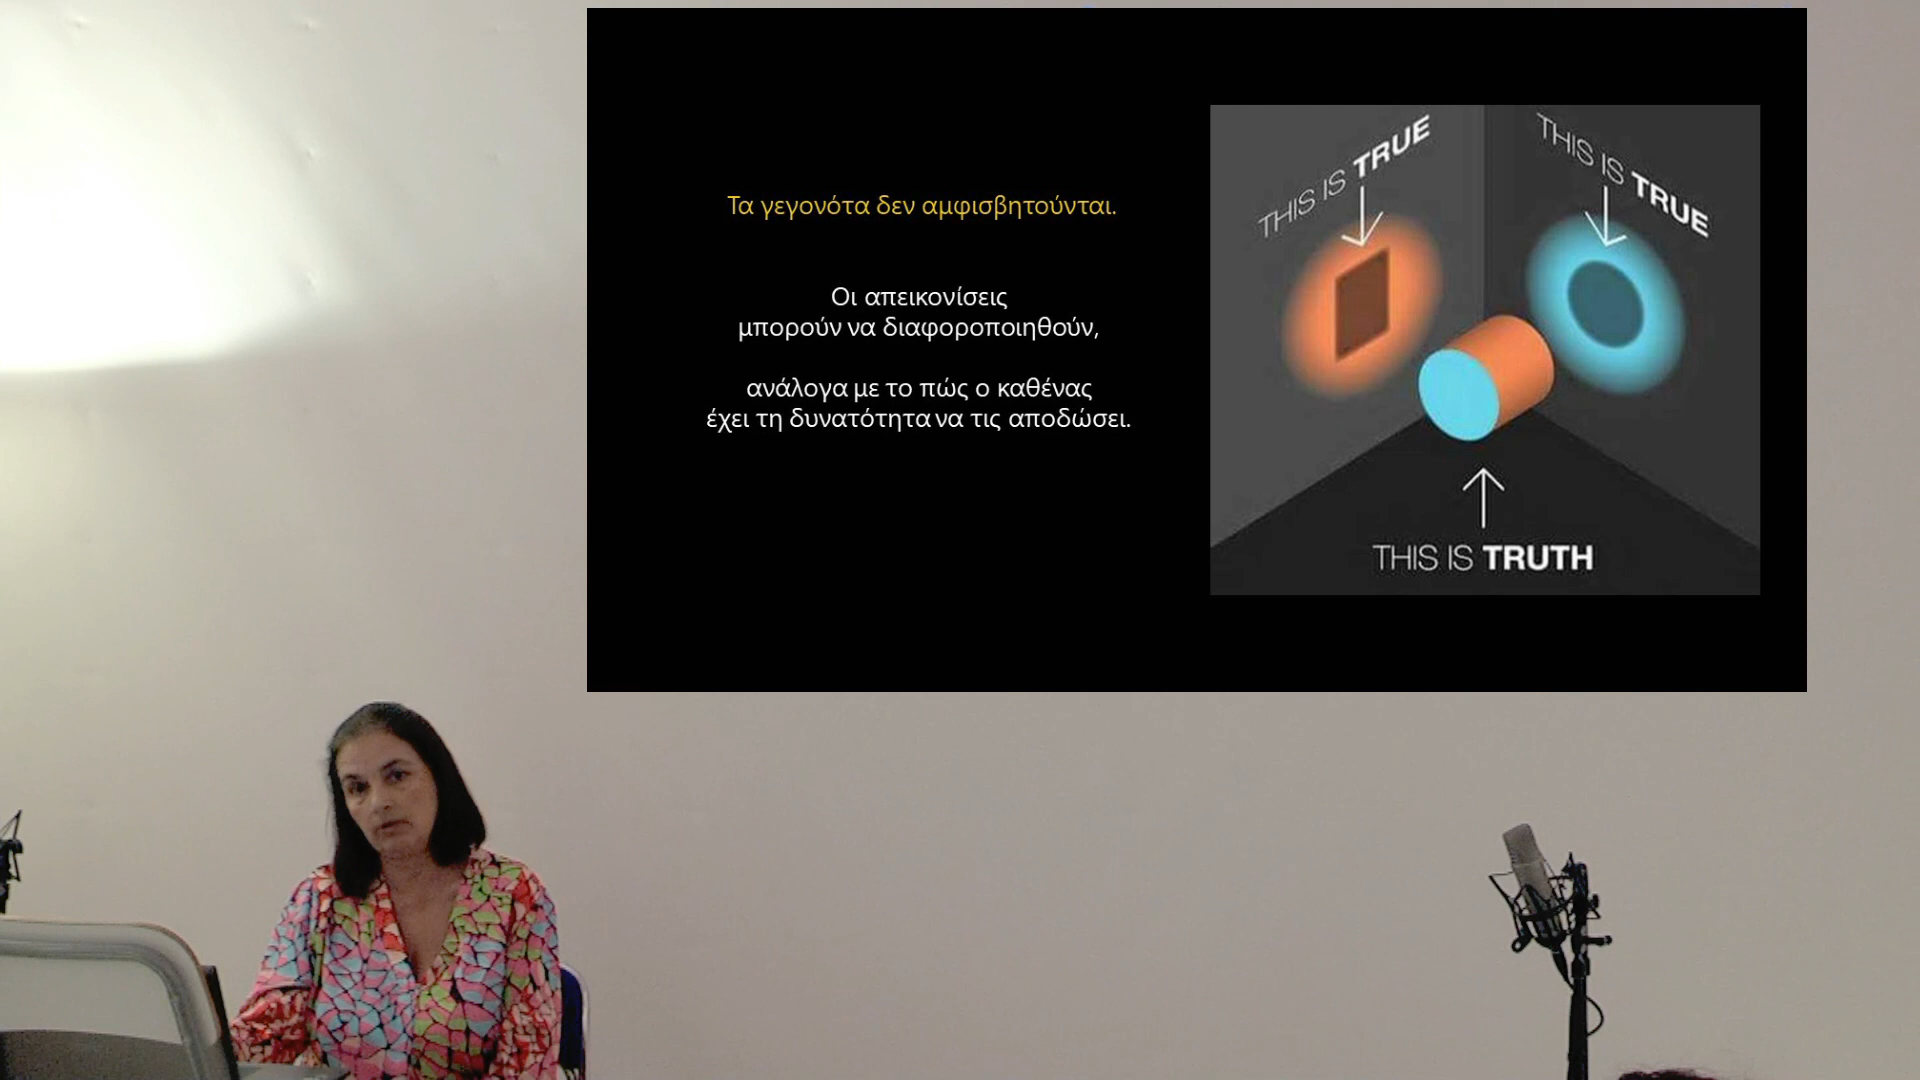 Τα γεγονότα δεν αμφισβητούνται.
Οι απεικονίσεις
μπορούν να διαφοροποιηθούν,
ανάλογα με το πώς ο καθένας
έχει τη δυνατότητα να τις αποδώσει.
THIS IS TRUE
THIS IS TRUE
THIS IS TRUTH